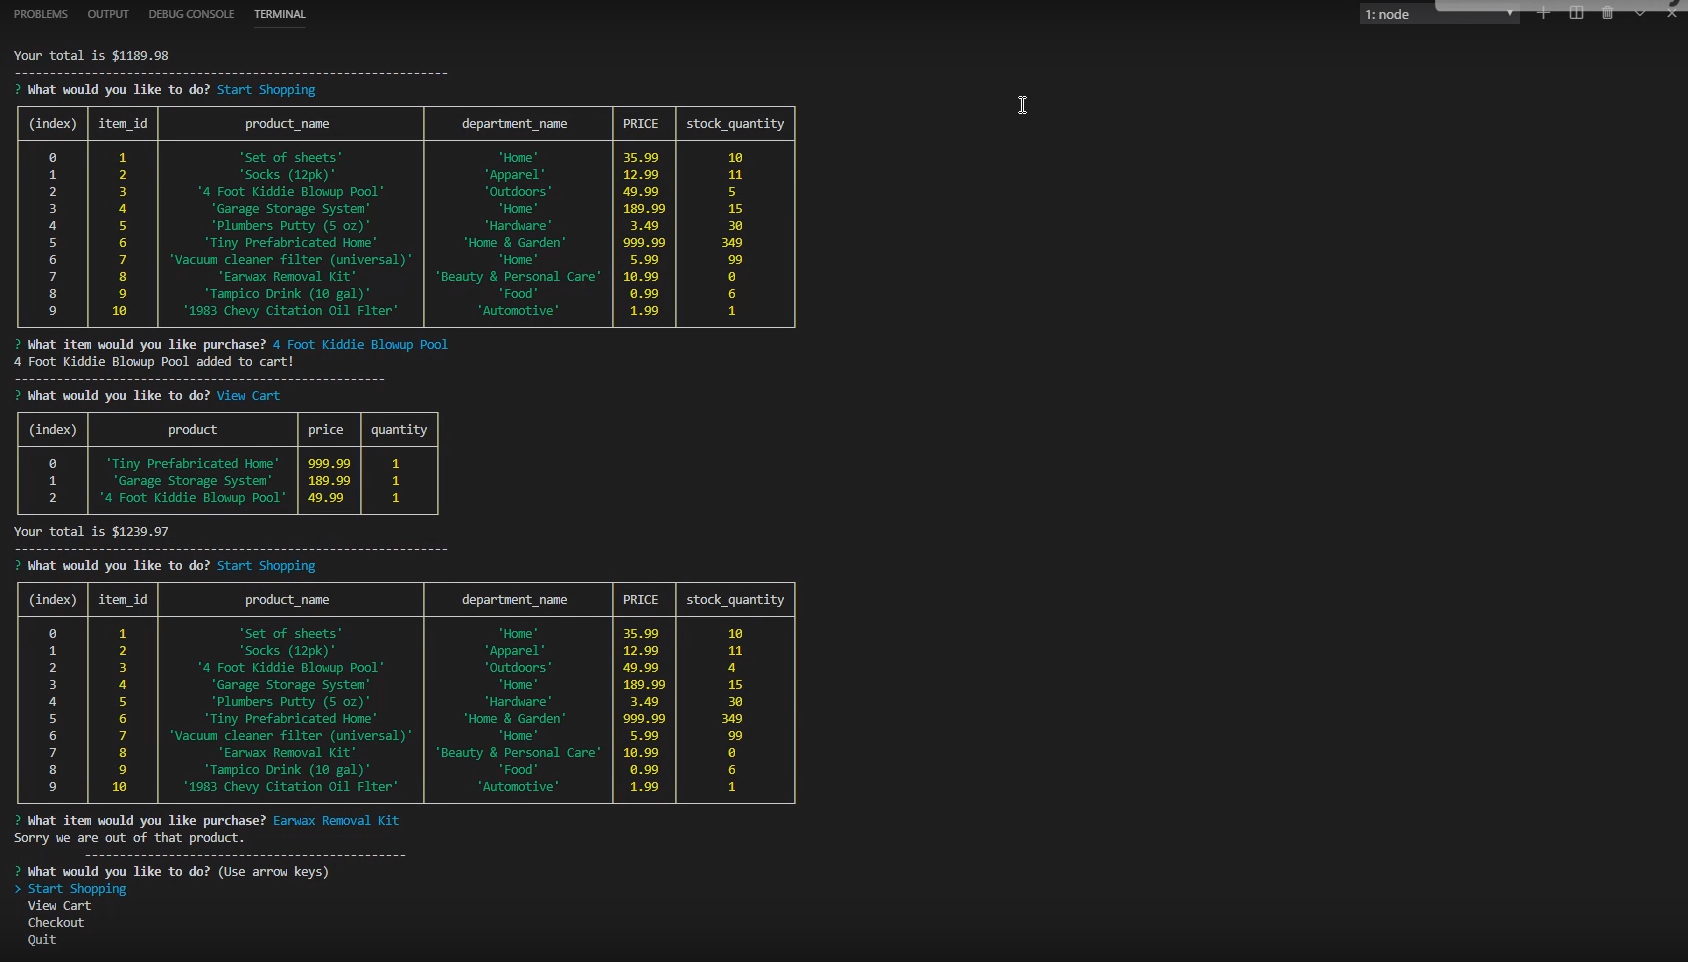 PROBLEMS OUTPUT DEBUG CONSOLE TERMINAL 1: node
Your total is $1189.98
--------------------------------------------------------------
? What would you like to do? Start Shopping
(index) item_id product_name department_name PRICE stock_quantity
0 1 'Set of sheets' 'Home' 35.99 10
1 2 'Socks (12pk)' 'Apparel' 12.99 11
2 3 '4 Foot Kiddie Blowup Pool' 'Outdoors' 49.99 5
3 4 'Garage Storage System' 'Home' 189.99 15
4 5 'Plumbers Putty (5 oz)' 'Hardware' 3.49 30
5 6 'Tiny Prefabricated Home' 'Home & Garden' 999.99 349
6 7 'Vacuum cleaner filter (universal)' 'Home' 5.99 99
7 8 'Earwax Removal Kit' 'Beauty & Personal Care' 10.99 0
8 9 'Tampico Drink (10 gal)' 'Food' 0.99 6
9 10 '1983 Chevy Citation Oil Flter' 'Automotive' 1.99 1
? What item would you like purchase? 4 Foot Kiddie Blowup Pool
4 Foot Kiddie Blowup Pool added to cart!
-----------------------------------------------------
? What would you like to do? View Cart
(index) product price quantity
0 'Tiny Prefabricated Home' 999.99 1
1 'Garage Storage System' 189.99 1
2 '4 Foot Kiddie Blowup Pool' 49.99 1
Your total is $1239.97
--------------------------------------------------------------
? What would you like to do? Start Shopping
(index) item_id product_name department_name PRICE stock_quantity
0 1 'Set of sheets' 'Home' 35.99 10
1 2 'Socks (12pk)' 'Apparel' 12.99 11
2 3 '4 Foot Kiddie Blowup Pool' 'Outdoors' 49.99 4
3 4 'Garage Storage System' 'Home' 189.99 15
4 5 'Plumbers Putty (5 oz)' 'Hardware' 3.49 30
5 6 'Tiny Prefabricated Home' 'Home & Garden' 999.99 349
6 7 'Vacuum cleaner filter (universal)' 'Home' 5.99 99
7 8 'Earwax Removal Kit' 'Beauty & Personal Care' 10.99 0
8 9 'Tampico Drink (10 gal)' 'Food' 0.99 6
9 10 '1983 Chevy Citation Oil Flter' 'Automotive' 1.99 1
? What item would you like purchase? Earwax Removal Kit
Sorry we are out of that product.
----------------------------------------------
? What would you like to do? (Use arrow keys)
> Start Shopping
View Cart
Checkout
Quit